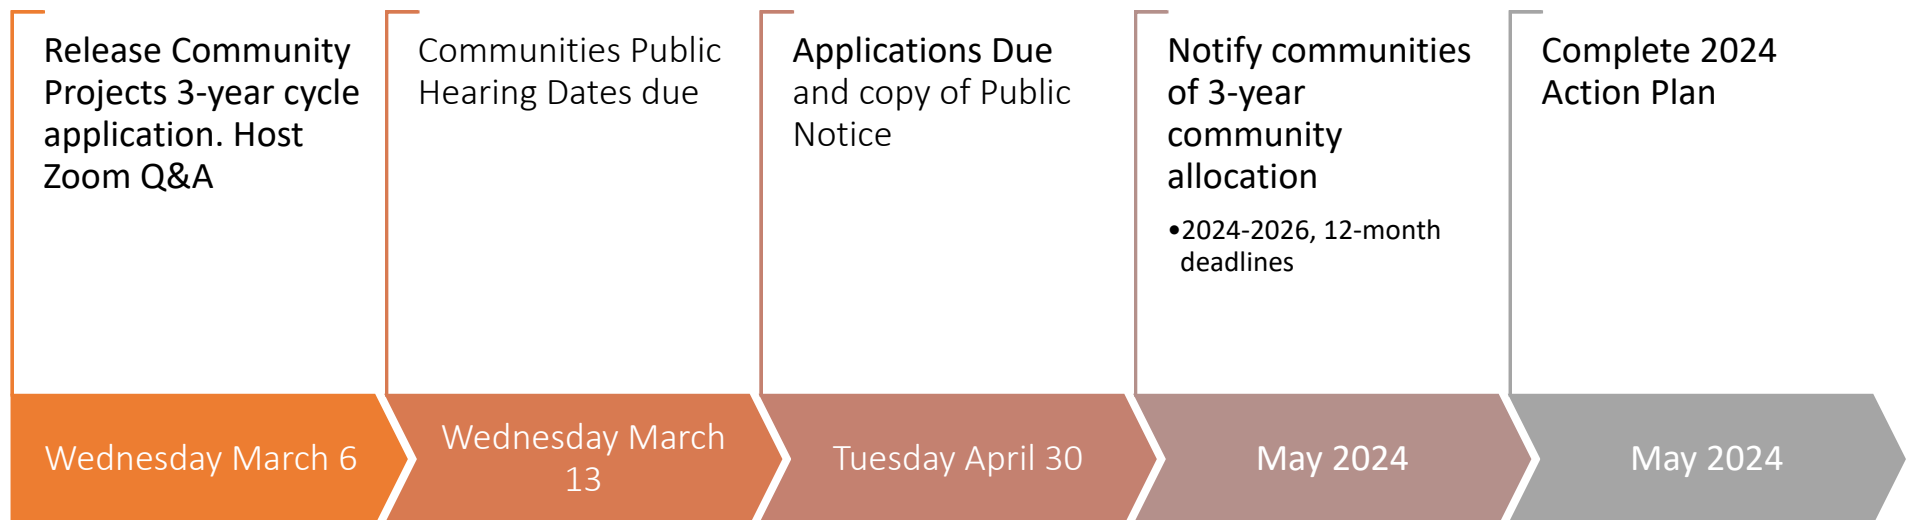 Release Community
Projects 3-year cycle
application. Host
Zoom Q&A
Wednesday March 6
Communities Public
Hearing Dates due
Wednesday March
13
Applications Due
and copy of Public
Notice
Tuesday April 30
Notify communities
of 3-year
community
allocation
•2024-2026, 12-month
deadlines
May 2024
Complete 2024
Action Plan
May 2024